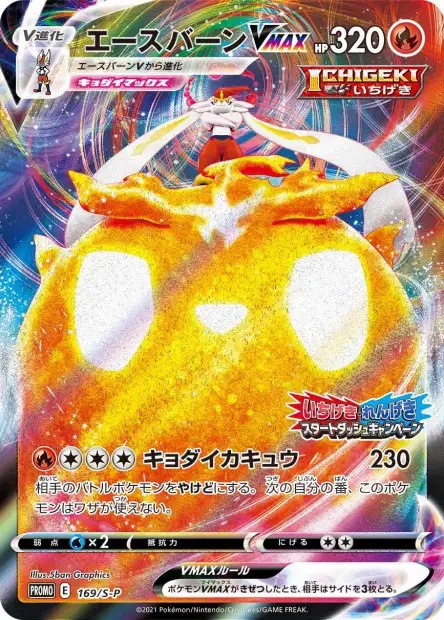 V進化
エースバーンVMAX HP320
エースバーンVから進化
キョダイマックス
ICHIGEKI
いちげき
いちげき れんげき
スタートダッシュキャンペーン
キョダイカキュウ 230
相手のバトルポケモンをやけどにする。次の自分の番、このポケ
モンはワザが使えない。
弱点 ×2 抵抗力 にげる
Illus.5ban Graphics
VMAXルール
PROMO E 169/S-P
ポケモンVMAXがきぜつしたとき、相手はサイドを3枚とる。
©2021 Pokémon/Nintendo/Creatures/GAME FREAK.